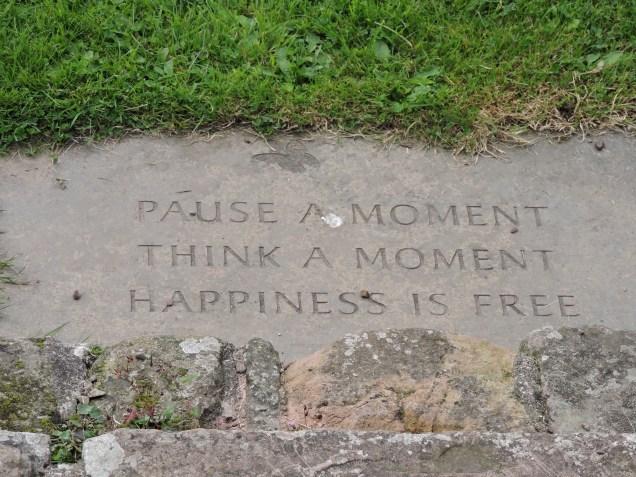 PAUSE A MOMENT
THINK A MOMENT
HAPPINESS IS FREE